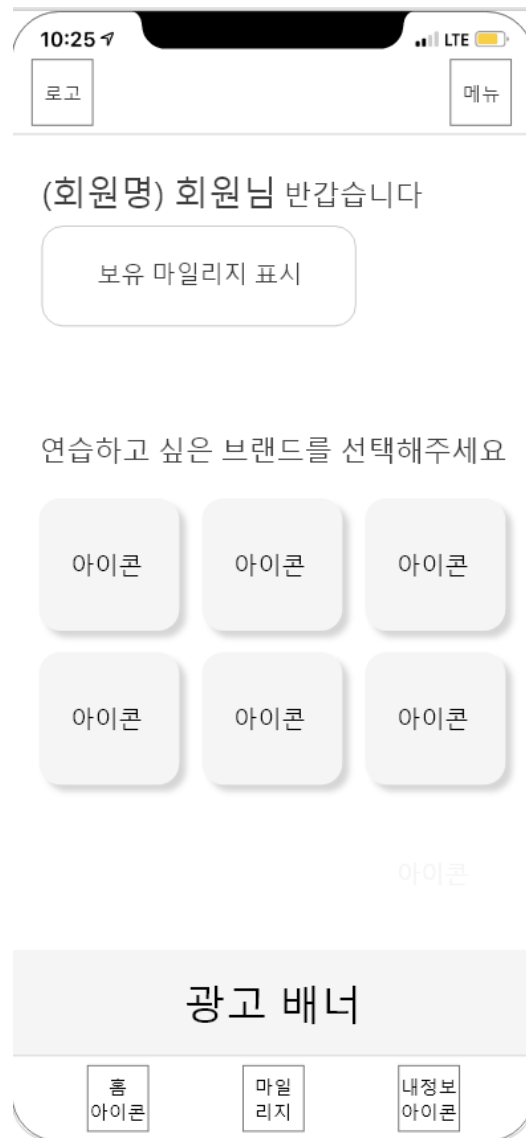 10:25
LTE
로고
메뉴
(회원명) 회원님 반갑습니다
보유 마일리지 표시
연습하고 싶은 브랜드를 선택해주세요
아이콘 아이콘 아이콘
아이콘 아이콘 아이콘
아이콘
광고 배너
홈
아이콘
마일
리지
내정보
아이콘